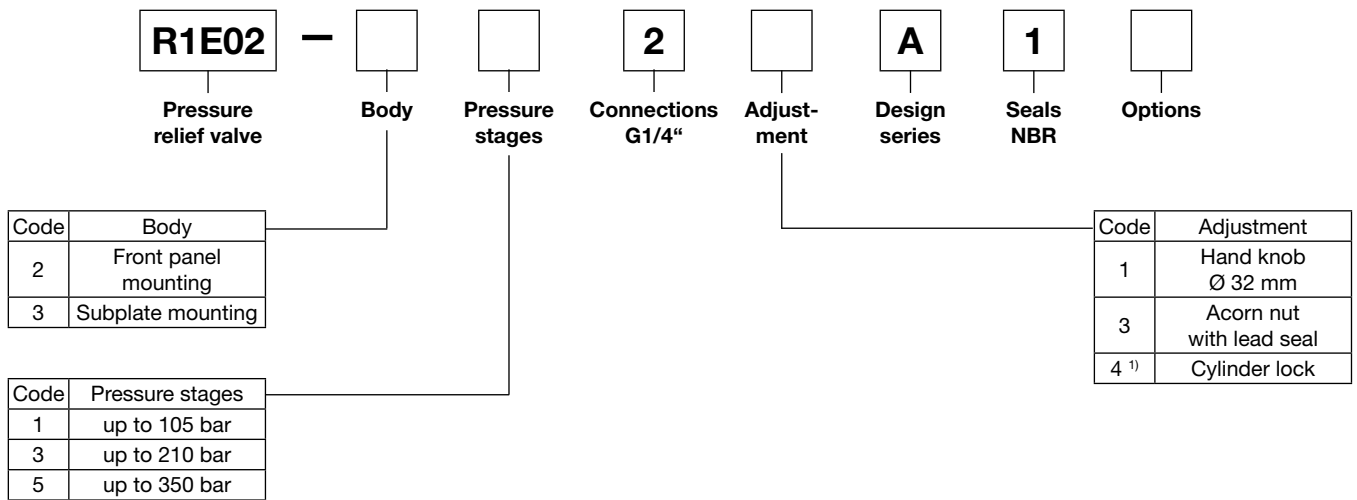 R1E02 – 2 A 1
Pressure relief valve
Body
Pressure stages
Connections G1/4“
Adjust-
ment
Design series
Seals NBR
Options
Code Body
2 Front panel mounting
3 Subplate mounting
Code Pressure stages
1 up to 105 bar
3 up to 210 bar
5 up to 350 bar
Code Adjustment
1 Hand knob Ø 32 mm
3 Acorn nut with lead seal
4 ¹⁾ Cylinder lock